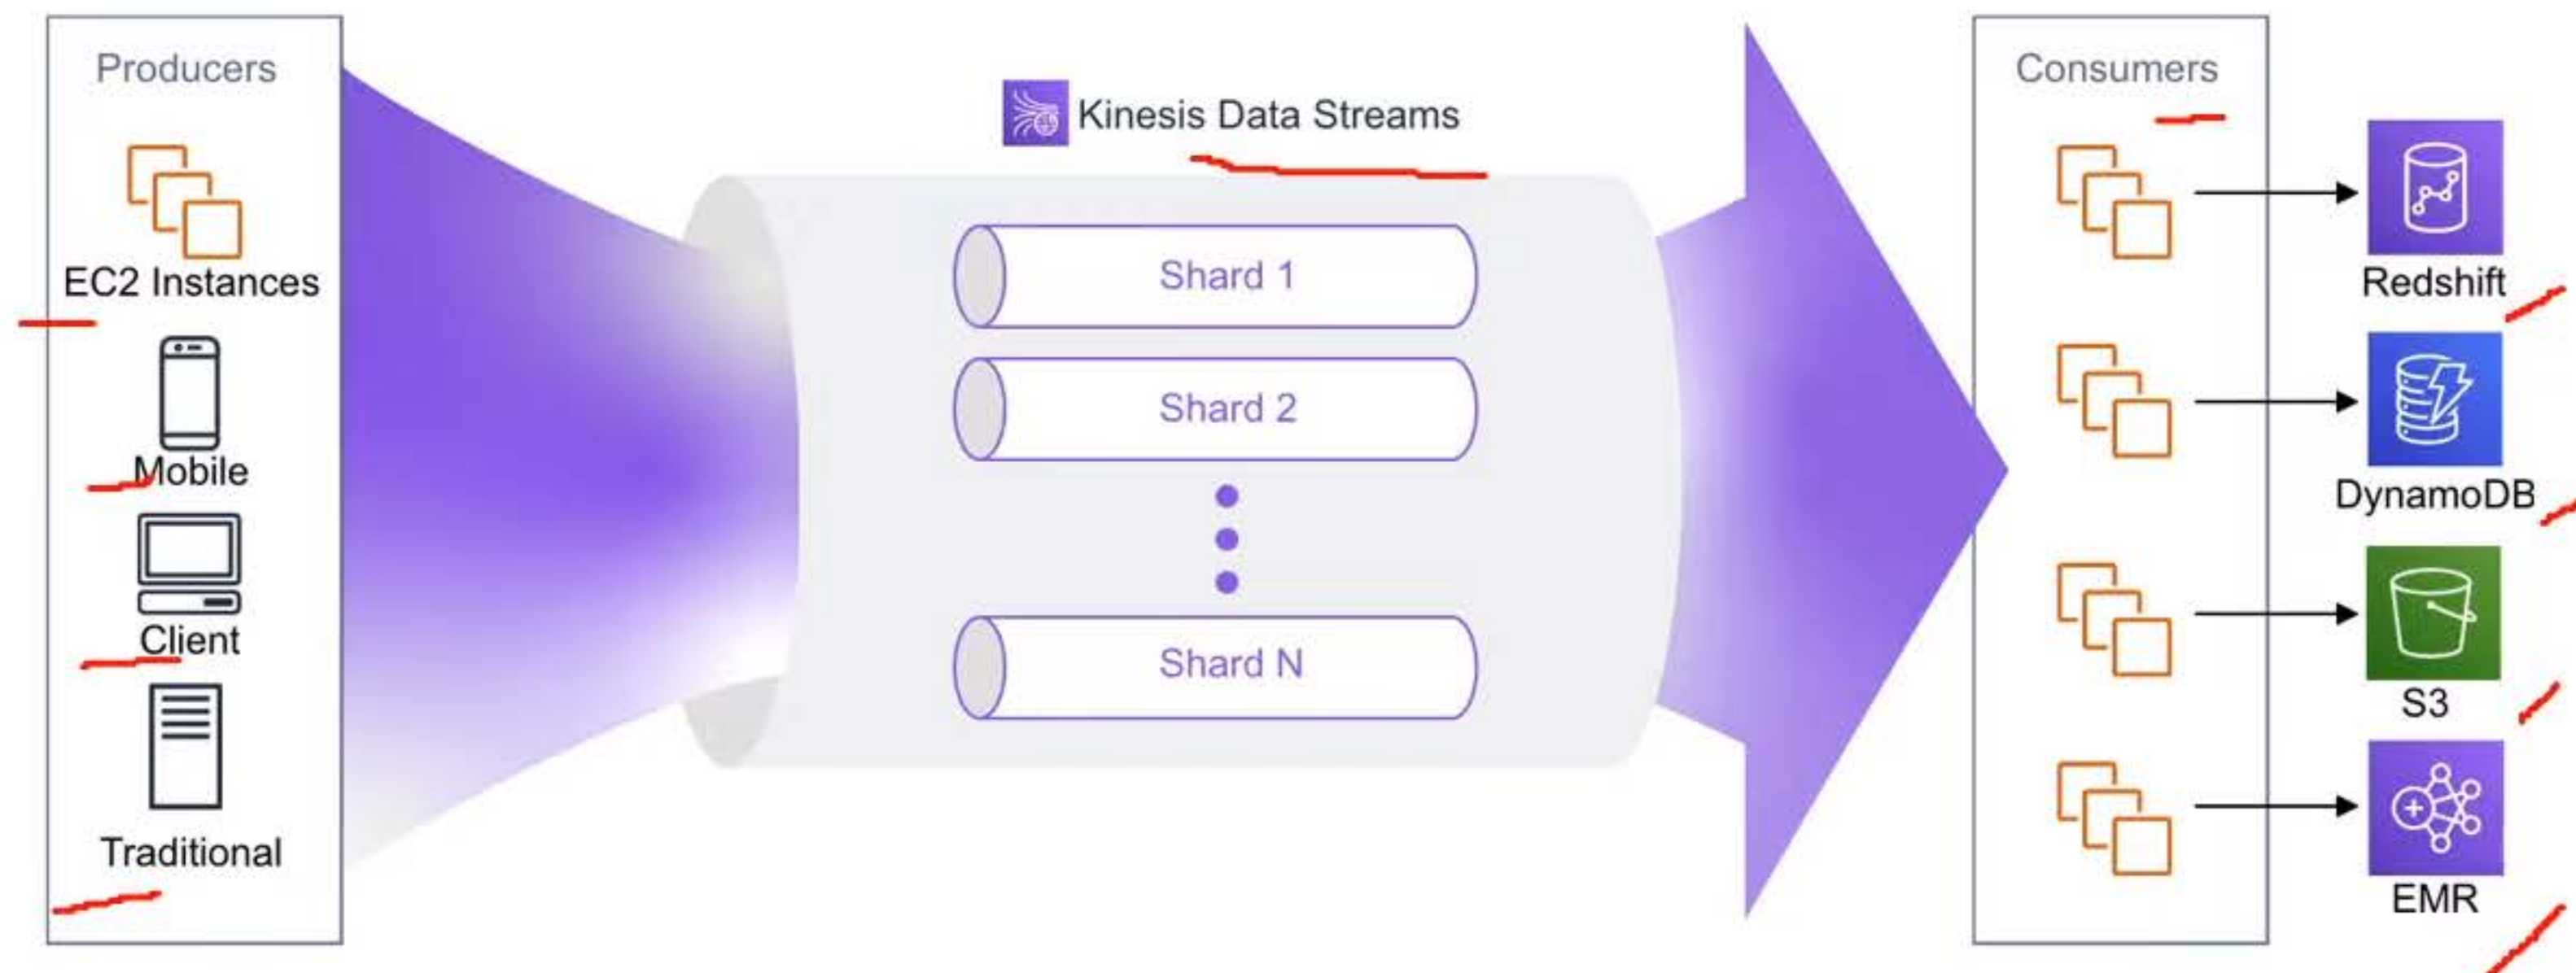 Producers
EC2 Instances
Mobile
Client
Traditional
Kinesis Data Streams
Shard 1
Shard 2
Shard N
Consumers
Redshift
DynamoDB
S3
EMR